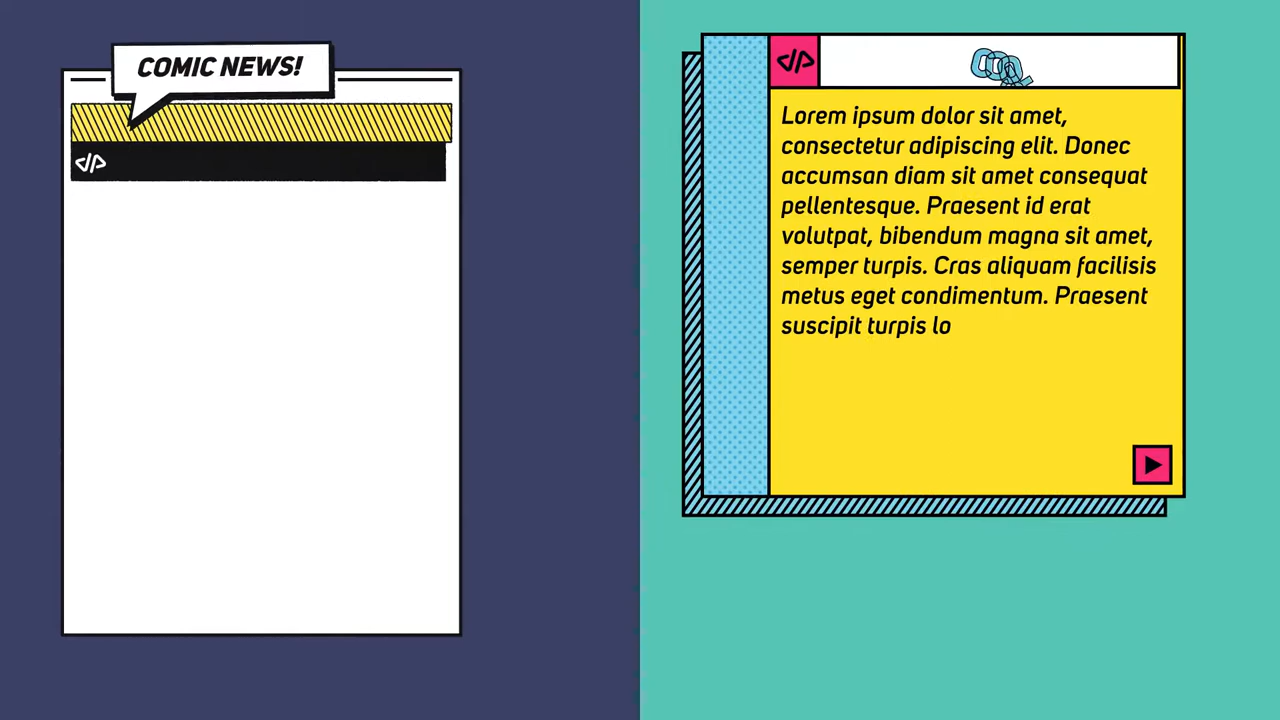 COMIC NEWS!
Lorem ipsum dolor sit amet,
consectetur adipiscing elit. Donec
accumsan diam sit amet consequat
pellentesque. Praesent id erat
volutpat, bibendum magna sit amet,
semper turpis. Cras aliquam facilisis
metus eget condimentum. Praesent
suscipit turpis lo